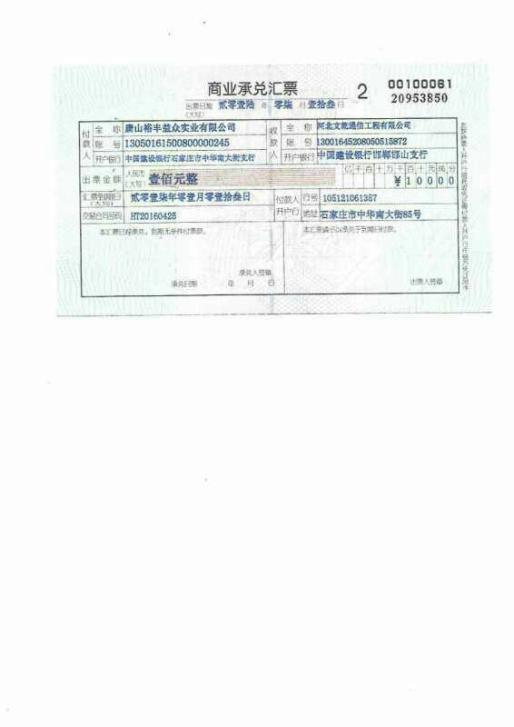 商业承兑汇票 2 00100061
20953850
出票日期 贰零壹陆 年 零柒 月 壹拾叁 日
(大写)
付款人 全称 唐山裕丰益众实业有限公司 收款人 全称 河北文乾通信工程有限公司
账号 13050161500800000245 账号 13001645208050515872
开户银行 中国建设银行石家庄市中华南大街支行 开户银行 中国建设银行邯郸邯山支行
出票金额 人民币(大写) 壹佰元整 亿千百十万千百十元角分
¥10000
汇票到期日(大写) 贰零壹柒年零壹月零壹拾叁日 付款人开户行 行号 105121061357
交易合同号码 HT20160425 地址 石家庄市中华南大街85号
本汇票已经承兑,到期无条件付票款。 本汇票请予以承兑于到期日付款。
承兑人签章
承兑日期 年 月 日 出票人签章